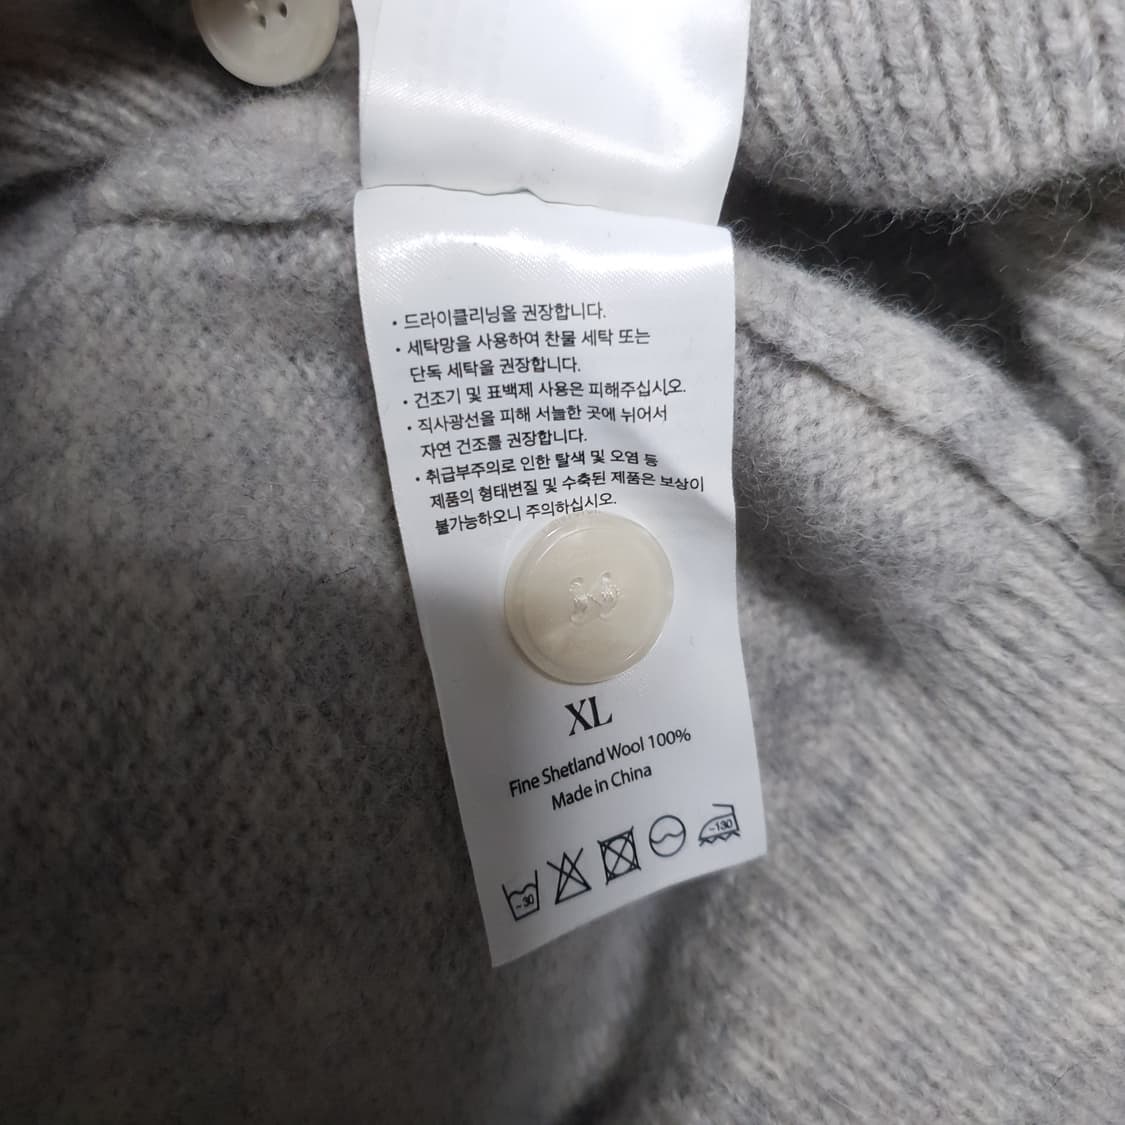 • 드라이클리닝을 권장합니다.
• 세탁망을 사용하여 찬물 세탁 또는
단독 세탁을 권장합니다.
• 건조기 및 표백제 사용은 피해주십시오.
• 직사광선을 피해 서늘한 곳에 뉘어서
자연 건조를 권장합니다.
• 취급부주의로 인한 탈색 및 오염 등
제품의 형태변질 및 수축된 제품은 보상이
불가능하오니 주의하십시오.
XL
Fine Shetland Wool 100%
Made in China
~30
~130